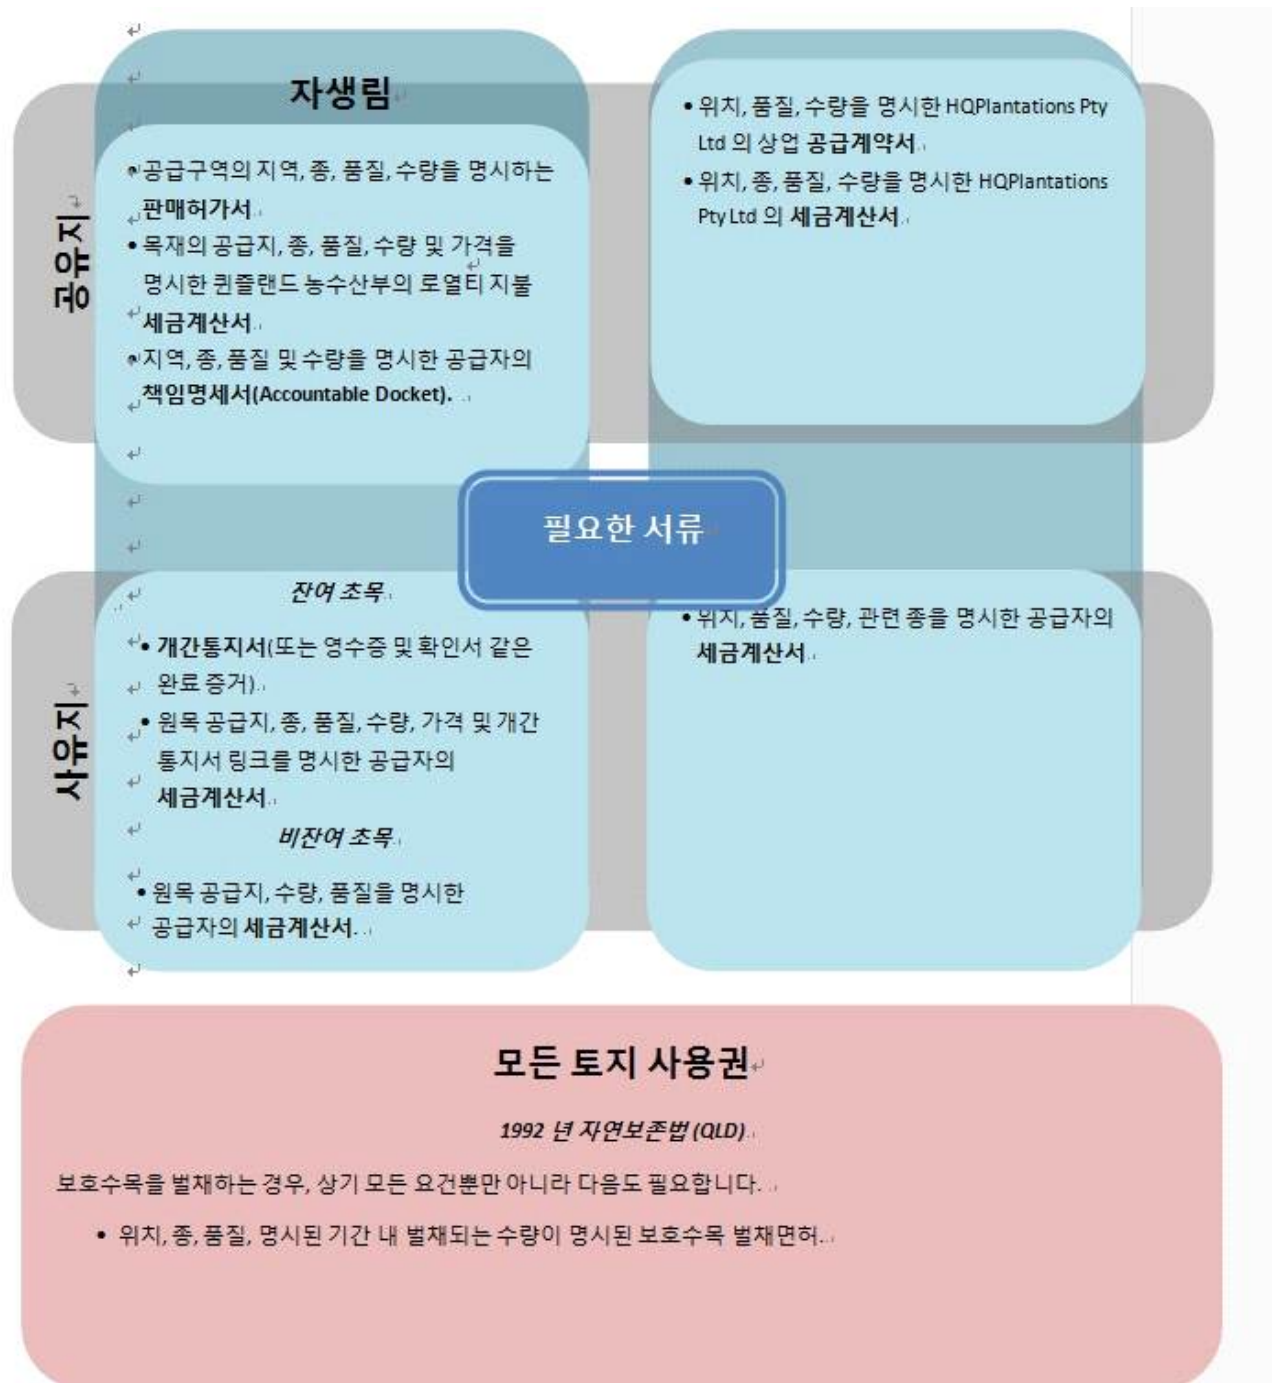 자생림
공유지
공급구역의 지역, 종, 품질, 수량을 명시하는
판매허가서
• 목재의 공급지, 종, 품질, 수량 및 가격을
명시한 퀸즐랜드 농수산부의 로열티 지불
세금계산서
지역, 종, 품질 및 수량을 명시한 공급자의
책임명세서(Accountable Docket).
• 위치, 품질, 수량을 명시한 HQPlantations Pty
Ltd 의 상업 공급계약서.
• 위치, 종, 품질, 수량을 명시한 HQPlantations
Pty Ltd 의 세금계산서.
필요한 서류
사유지
잔여 초목
• 개간통지서(또는 영수증 및 확인서 같은
완료 증거).
• 원목 공급지, 종, 품질, 수량, 가격 및 개간
통지서 링크를 명시한 공급자의
세금계산서
비잔여 초목
• 원목 공급지, 수량, 품질을 명시한
공급자의 세금계산서.
• 위치, 품질, 수량, 관련 종을 명시한 공급자의
세금계산서.
모든 토지 사용권
1992 년 자연보존법 (QLD)
보호수목을 벌채하는 경우, 상기 모든 요건뿐만 아니라 다음도 필요합니다.
• 위치, 종, 품질, 명시된 기간 내 벌채되는 수량이 명시된 보호수목 벌채면허.